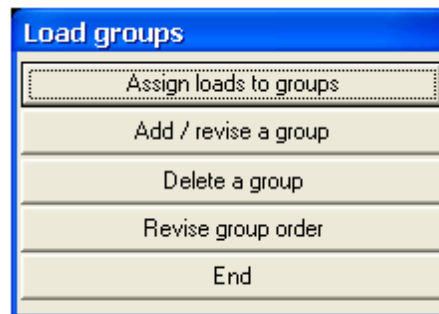 Load groups
Assign loads to groups
Add / revise a group
Delete a group
Revise group order
End